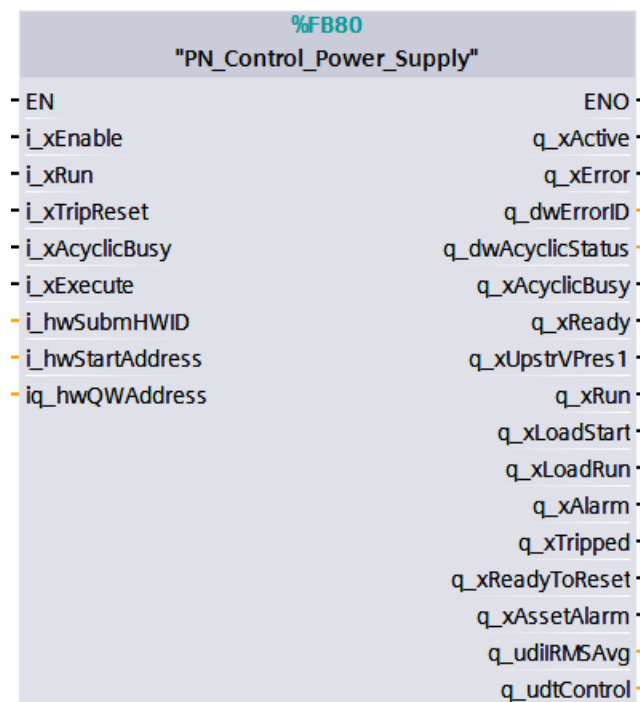 %FB80
"PN_Control_Power_Supply"
EN ENO
i_xEnable q_xActive
i_xRun q_xError
i_xTripReset q_dwErrorID
i_xAcyclicBusy q_dwAcyclicStatus
i_xExecute q_xAcyclicBusy
i_hwSubmHWID q_xReady
i_hwStartAddress q_xUpstrVPres1
iq_hwQWAddress q_xRun
q_xLoadStart
q_xLoadRun
q_xAlarm
q_xTripped
q_xReadyToReset
q_xAssetAlarm
q_udiIRMSAvg
q_udtControl